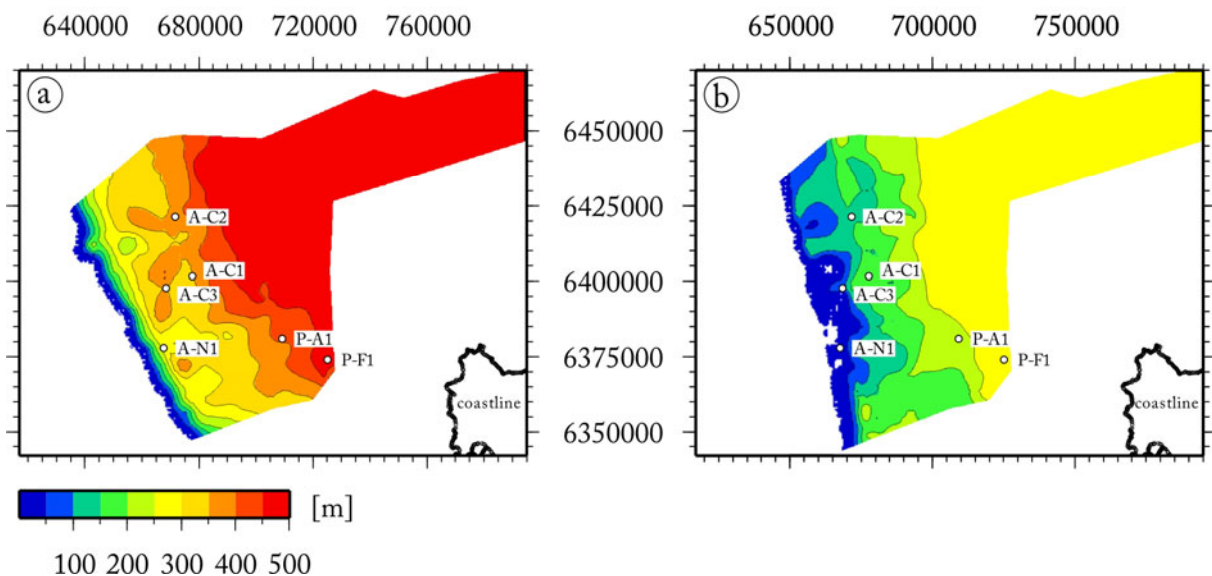 640000 680000 720000 760000
650000 700000 750000
a
b
6450000
6425000
6400000
6375000
6350000
A-C2
A-C1
A-C3
A-N1
P-A1
P-F1
coastline
A-C2
A-C1
A-C3
A-N1
P-A1
P-F1
coastline
[m]
100 200 300 400 500